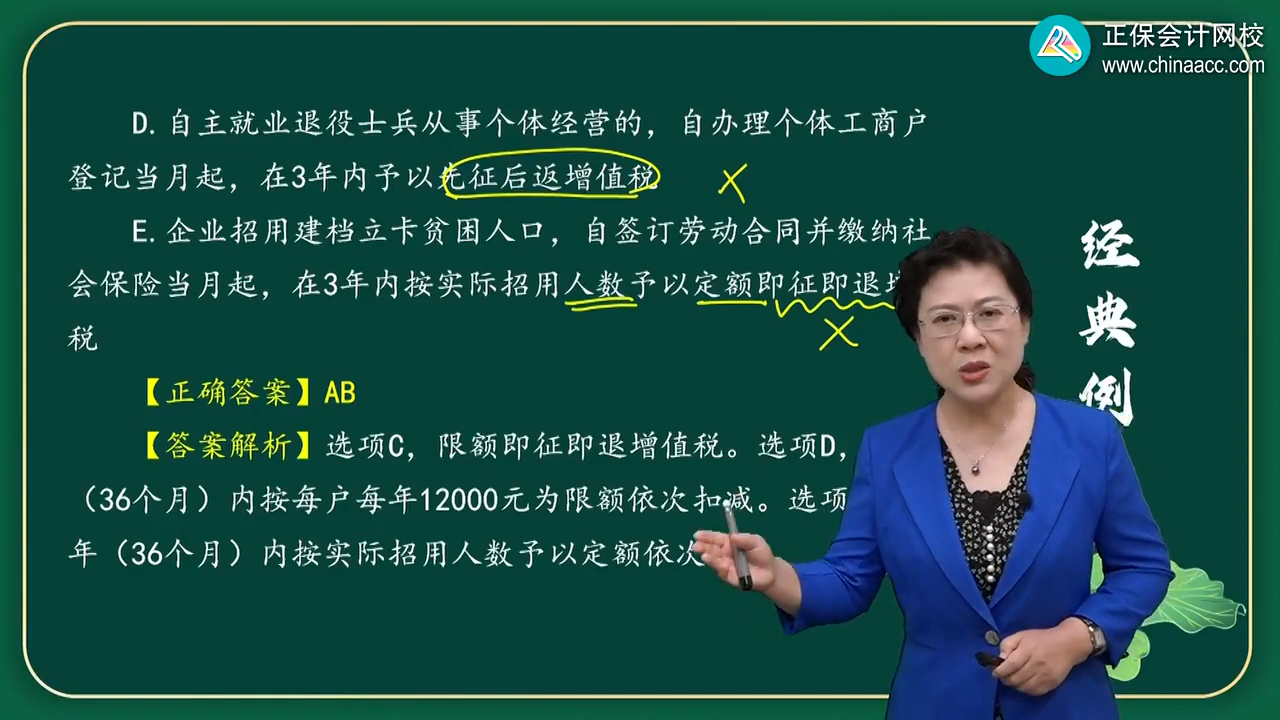 正保会计网校
www.chinaacc.com
D.自主就业退役士兵从事个体经营的，自办理个体工商户
登记当月起，在3年内予以先征后返增值税
E.企业招用建档立卡贫困人口，自签订劳动合同并缴纳社
会保险当月起，在3年内按实际招用人数予以定额即征即退增
税
【正确答案】AB
【答案解析】选项C，限额即征即退增值税。选项D，
（36个月）内按每户每年12000元为限额依次扣减。选项
年（36个月）内按实际招用人数予以定额依次
经典例